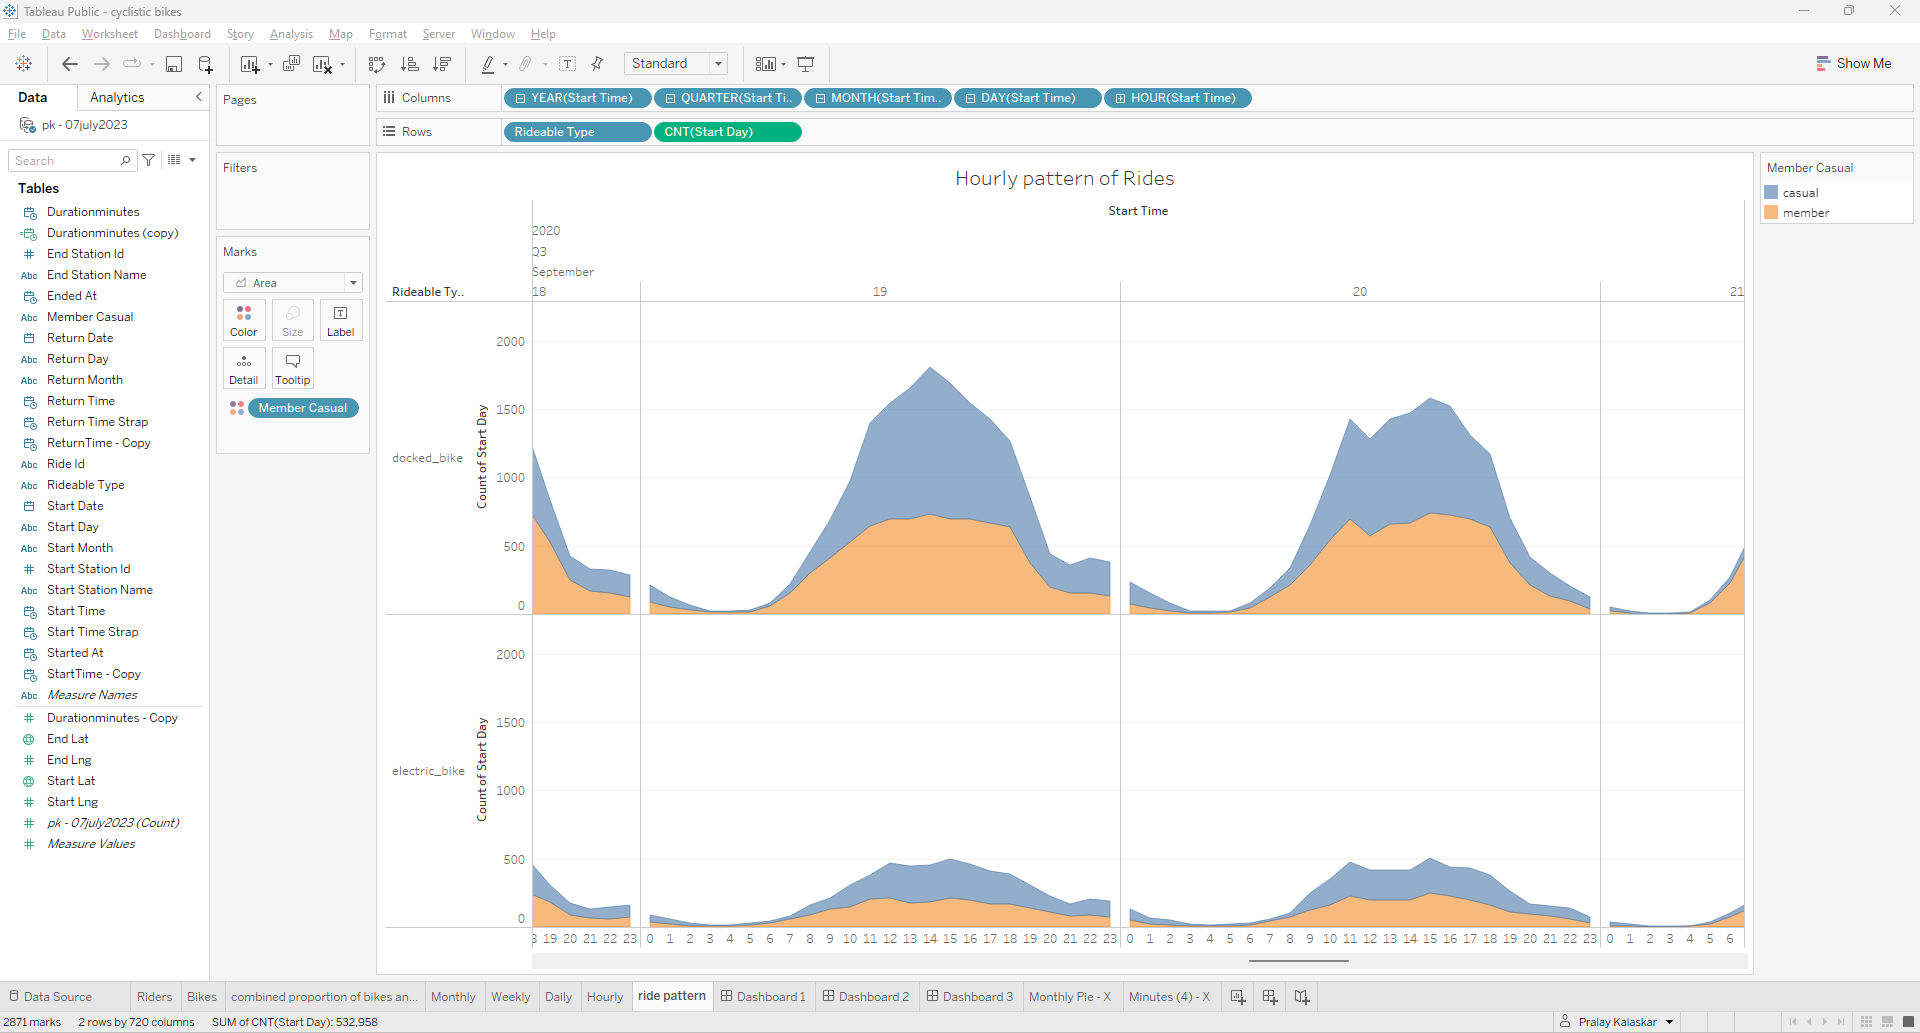 Tableau Public - cyclistic bikes
File Data Worksheet Dashboard Story Analysis Map Format Server Window Help
Standard
Show Me
Data Analytics
pk - 07july2023
Search
Tables
Durationminutes
Durationminutes (copy)
End Station Id
Abc End Station Name
Ended At
Abc Member Casual
Return Date
Abc Return Day
Abc Return Month
Return Time
Return Time Strap
ReturnTime - Copy
Abc Ride Id
Abc Rideable Type
Start Date
Abc Start Day
Abc Start Month
Start Station Id
Abc Start Station Name
Start Time
Start Time Strap
Started At
StartTime - Copy
Abc Measure Names
Durationminutes - Copy
End Lat
End Lng
Start Lat
Start Lng
pk - 07july2023 (Count)
Measure Values
Pages
Filters
Marks
Area
Color Size Label
Detail Tooltip
Member Casual
Columns YEAR(Start Time) QUARTER(Start Ti.. MONTH(Start Tim.. DAY(Start Time) HOUR(Start Time)
Rows Rideable Type CNT(Start Day)
Hourly pattern of Rides
Start Time
2020
Q3
September
Rideable Ty.. 18 19 20 21
docked_bike
Count of Start Day
2000
1500
1000
500
0
electric_bike
Count of Start Day
2000
1500
1000
500
0
19 20 21 22 23 0 1 2 3 4 5 6 7 8 9 10 11 12 13 14 15 16 17 18 19 20 21 22 23 0 1 2 3 4 5 6 7 8 9 10 11 12 13 14 15 16 17 18 19 20 21 22 23 0 1 2 3 4 5 6
Member Casual
casual
member
Data Source Riders Bikes combined proportion of bikes an... Monthly Weekly Daily Hourly ride pattern Dashboard 1 Dashboard 2 Dashboard 3 Monthly Pie - X Minutes (4) - X
2871 marks 2 rows by 720 columns SUM of CNT(Start Day): 532,958 Pralay Kalaskar